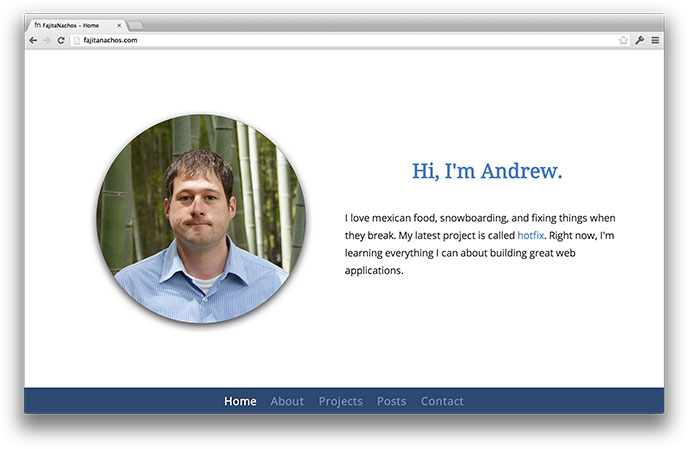 fn FajitaNachos – Home
fajitanachos.com
Hi, I'm Andrew.
I love mexican food, snowboarding, and fixing things when
they break. My latest project is called hotfix. Right now, I'm
learning everything I can about building great web
applications.
Home About Projects Posts Contact